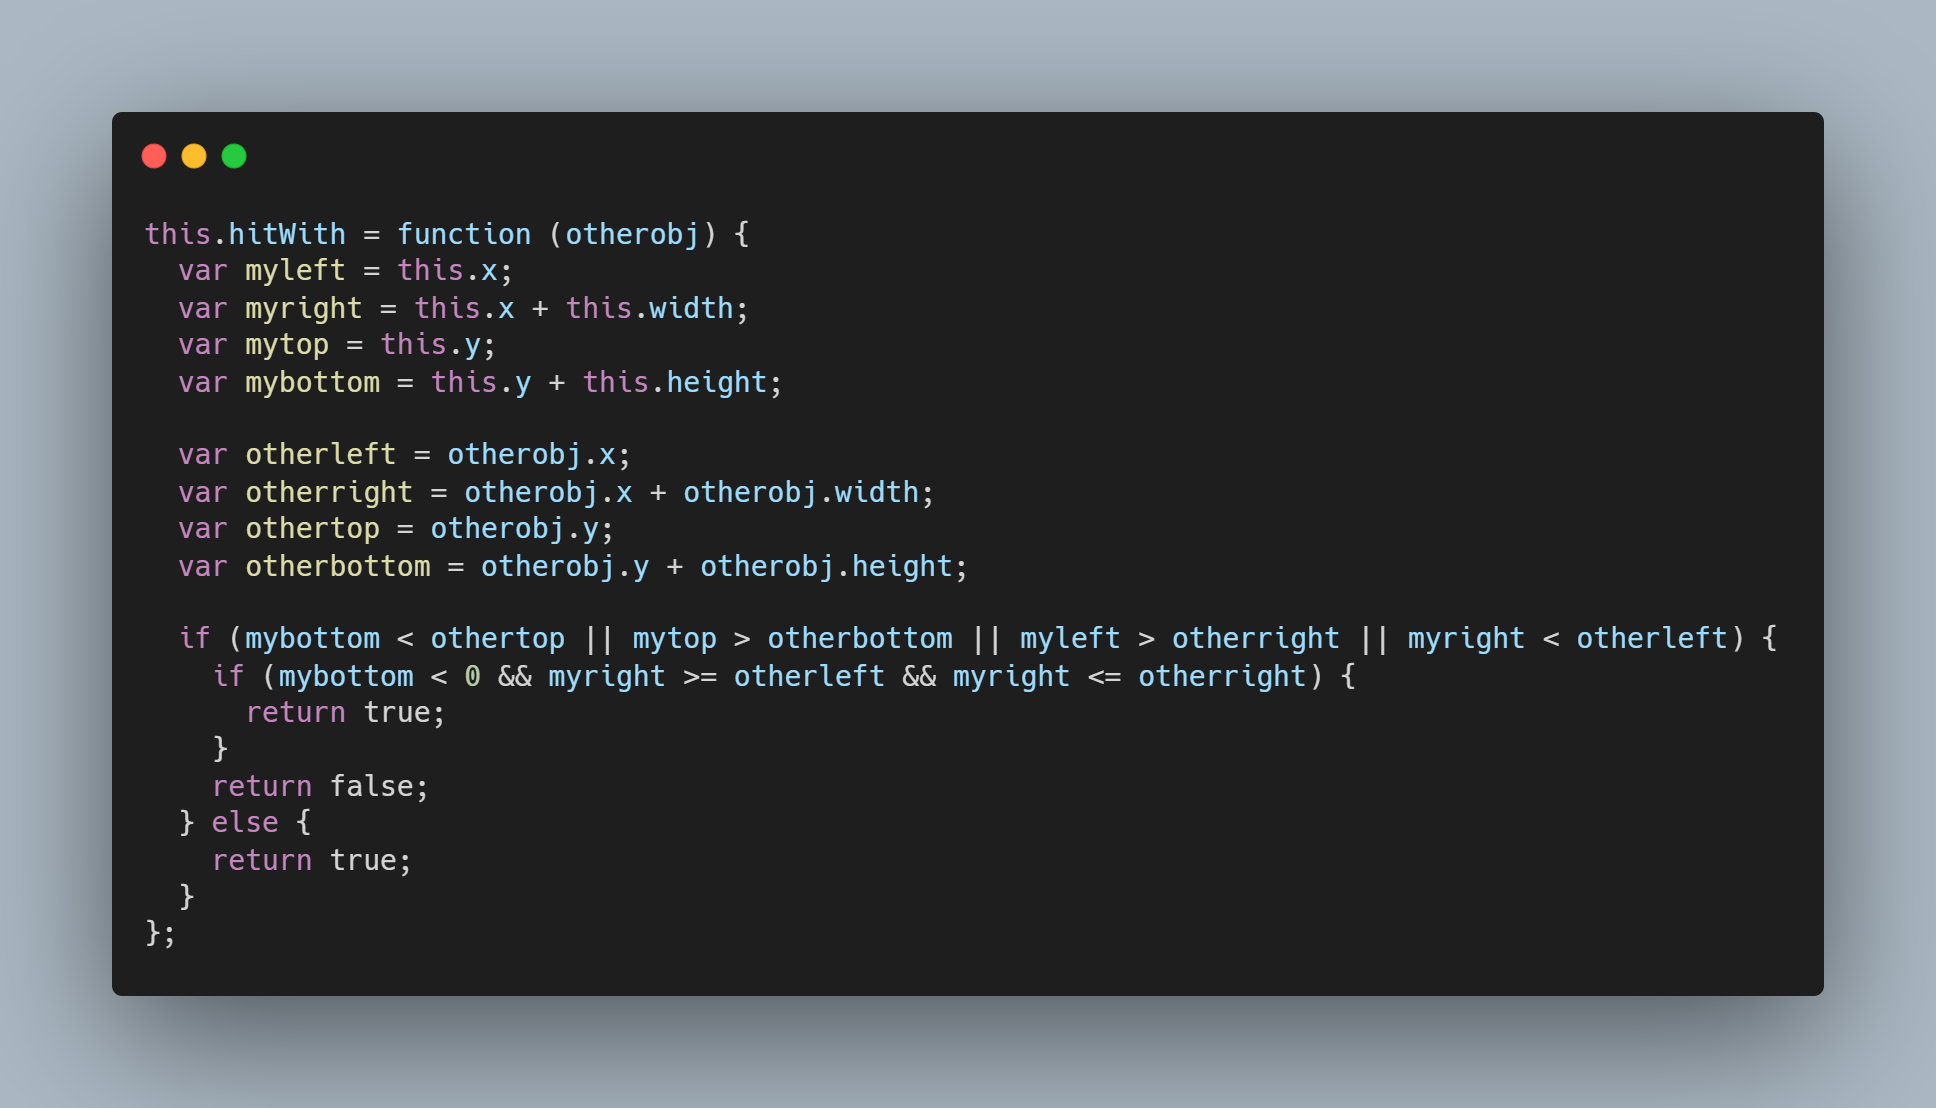 this.hitWith = function (otherobj) {
  var myleft = this.x;
  var myright = this.x + this.width;
  var mytop = this.y;
  var mybottom = this.y + this.height;

  var otherleft = otherobj.x;
  var otherright = otherobj.x + otherobj.width;
  var othertop = otherobj.y;
  var otherbottom = otherobj.y + otherobj.height;

  if (mybottom < othertop || mytop > otherbottom || myleft > otherright || myright < otherleft) {
    if (mybottom < 0 && myright >= otherleft && myright <= otherright) {
      return true;
    }
    return false;
  } else {
    return true;
  }
};